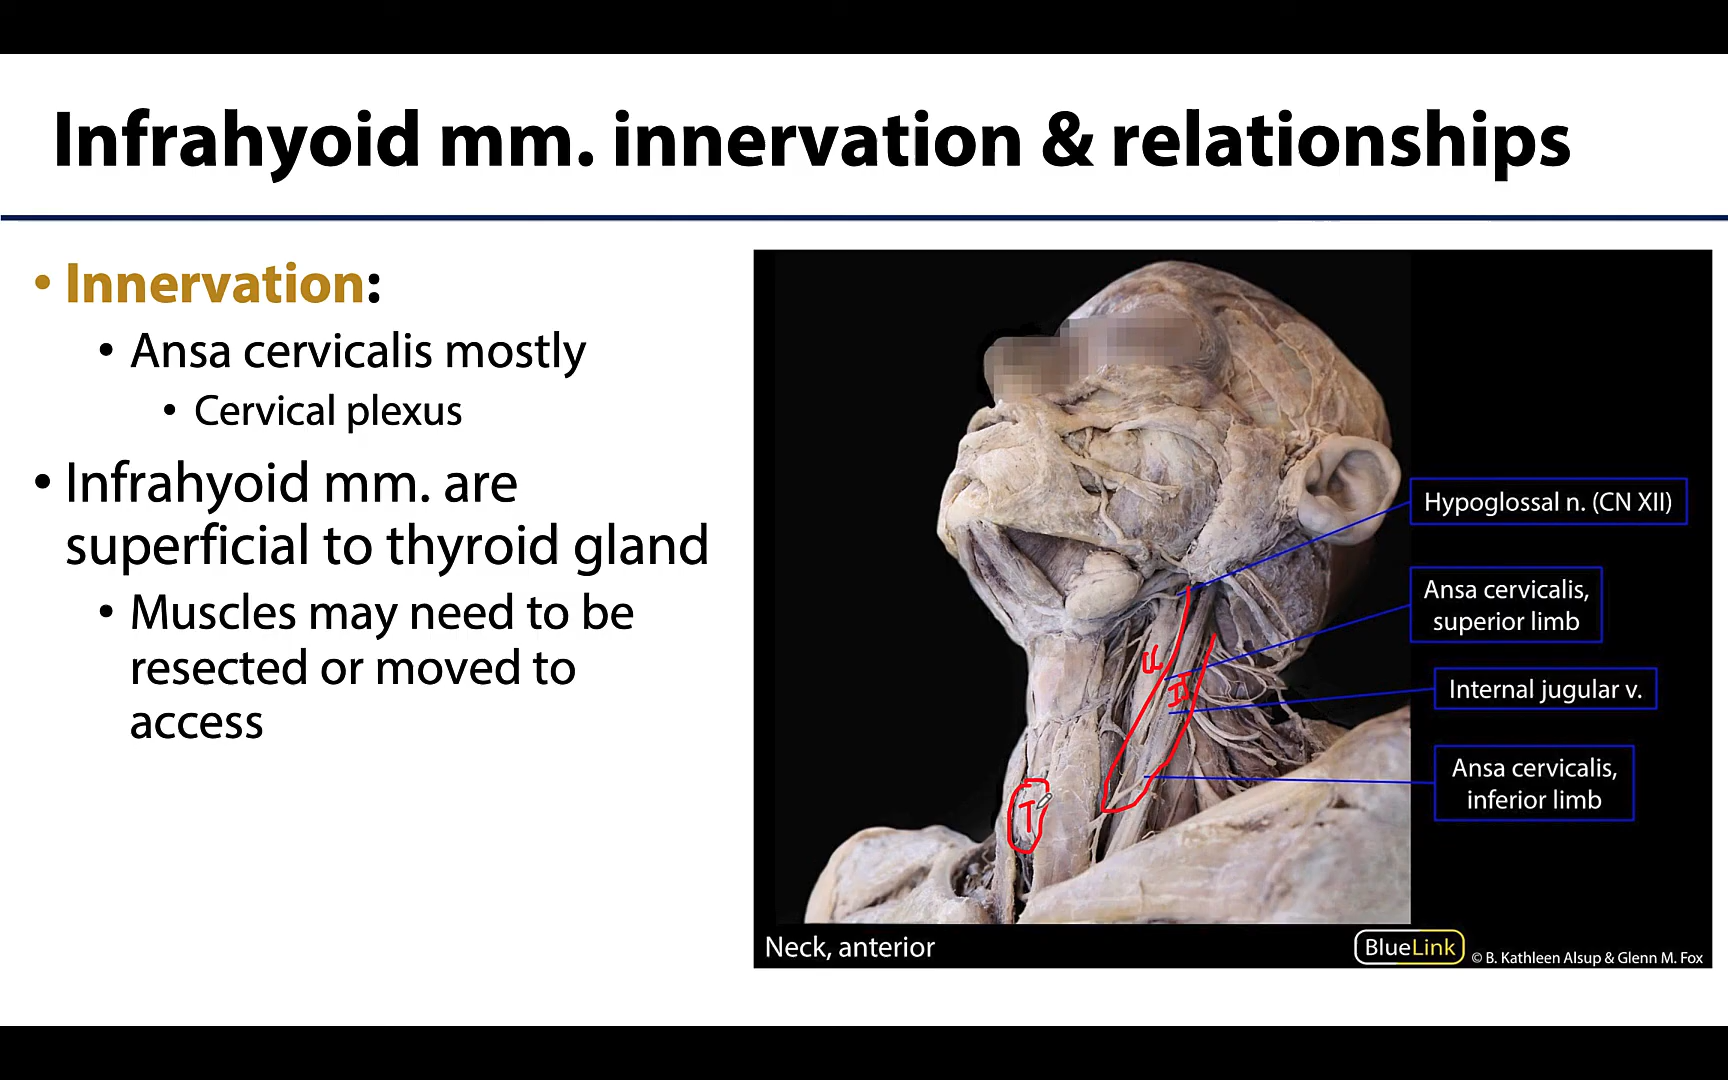 Infrahyoid mm. innervation & relationships
• Innervation:
• Ansa cervicalis mostly
• Cervical plexus
• Infrahyoid mm. are
superficial to thyroid gland
• Muscles may need to be
resected or moved to
access
Hypoglossal n. (CN XII)
Ansa cervicalis,
superior limb
Internal jugular v.
Ansa cervicalis,
inferior limb
T
Neck, anterior
BlueLink
© B. Kathleen Alsup & Glenn M. Fox